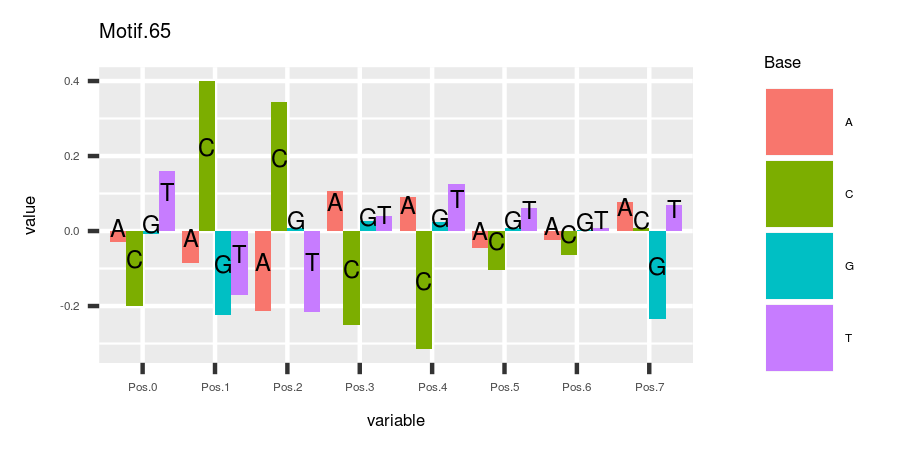 Motif.65
Base
0.4
0.2
0.0
-0.2
value
A C G T
A C G T
A C G T
A C G T
A C G T
A C G T
A C G T
A C G T
Pos.0 Pos.1 Pos.2 Pos.3 Pos.4 Pos.5 Pos.6 Pos.7
variable
A
C
G
T